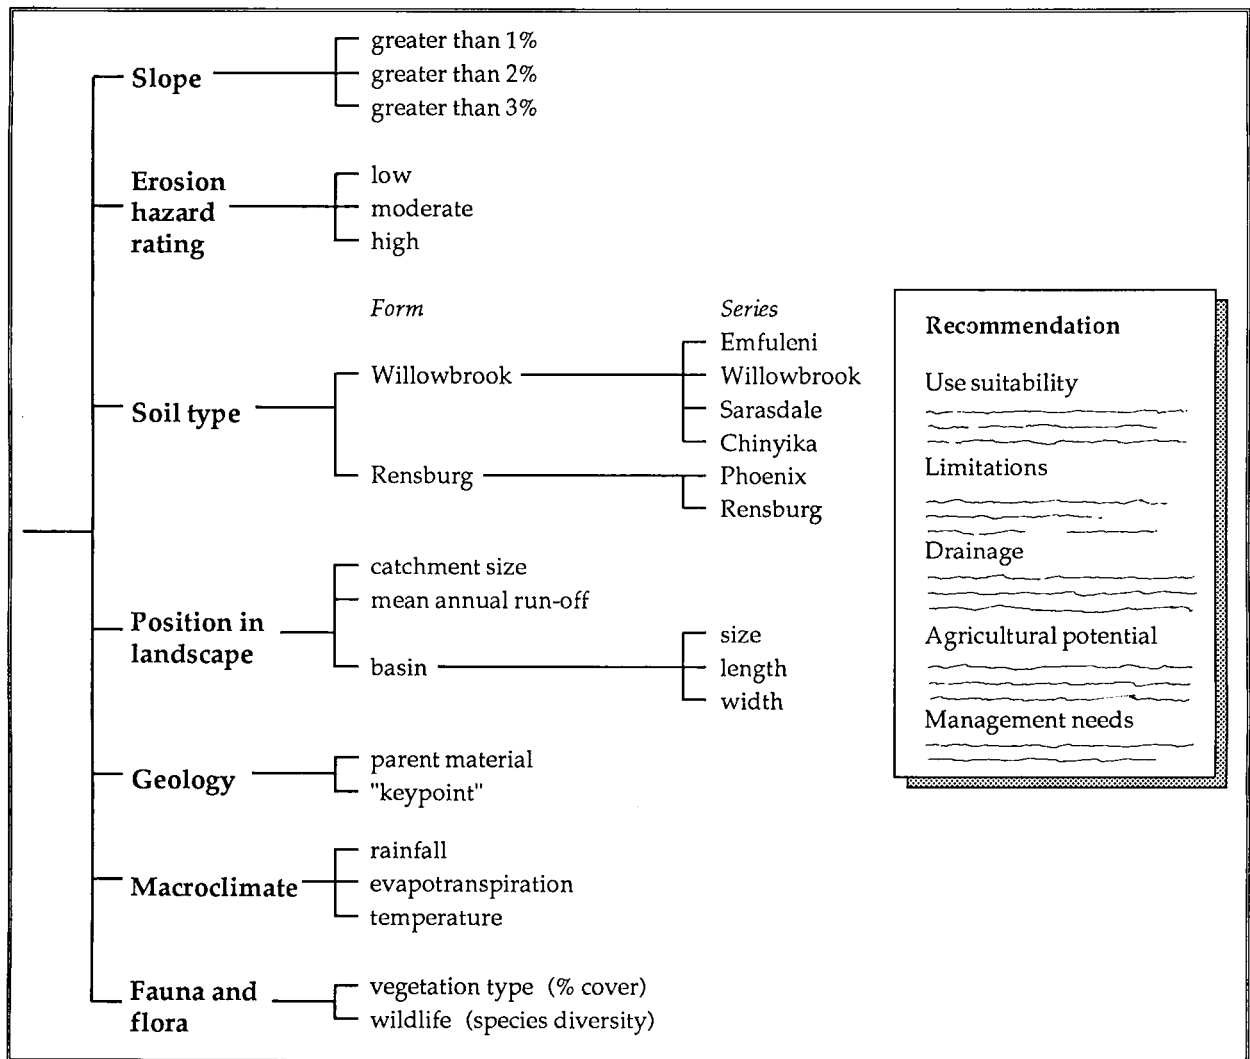 Slope
greater than 1%
greater than 2%
greater than 3%
Erosion
hazard
rating
low
moderate
high
Soil type
Form
Series
Willowbrook
Emfuleni
Willowbrook
Sarasdale
Chinyika
Rensburg
Phoenix
Rensburg
Position in
landscape
catchment size
mean annual run-off
basin
size
length
width
Geology
parent material
"keypoint"
Macroclimate
rainfall
evapotranspiration
temperature
Fauna and
flora
vegetation type (% cover)
wildlife (species diversity)
Recommendation
Use suitability
Limitations
Drainage
Agricultural potential
Management needs